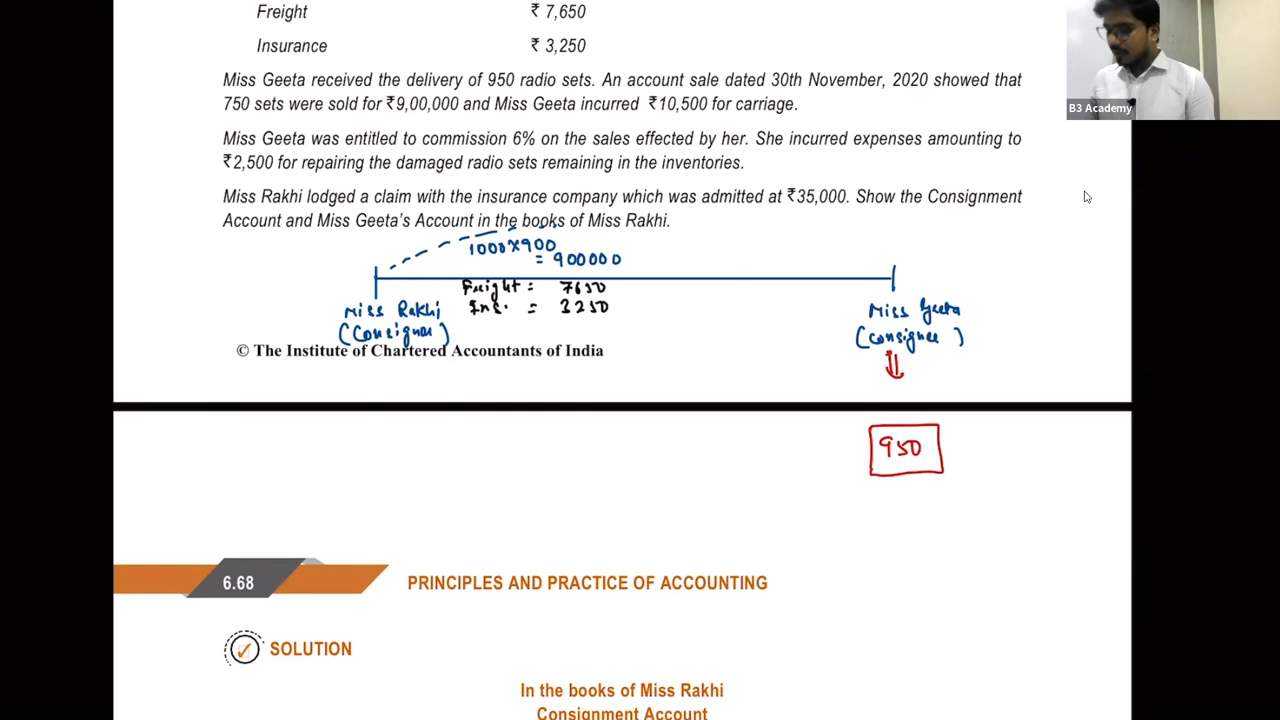 Freight ₹ 7,650
Insurance ₹ 3,250
Miss Geeta received the delivery of 950 radio sets. An account sale dated 30th November, 2020 showed that
750 sets were sold for ₹9,00,000 and Miss Geeta incurred ₹10,500 for carriage.
Miss Geeta was entitled to commission 6% on the sales effected by her. She incurred expenses amounting to
₹2,500 for repairing the damaged radio sets remaining in the inventories.
Miss Rakhi lodged a claim with the insurance company which was admitted at ₹35,000. Show the Consignment
Account and Miss Geeta's Account in the books of Miss Rakhi.
B3 Academy
1000×900
= 900000
Freight = 7650
Ins. = 3250
Miss Rakhi
(Consignor)
Miss Geeta
(Consignee)
© The Institute of Chartered Accountants of India
950
6.68 PRINCIPLES AND PRACTICE OF ACCOUNTING
SOLUTION
In the books of Miss Rakhi
Consignment Account